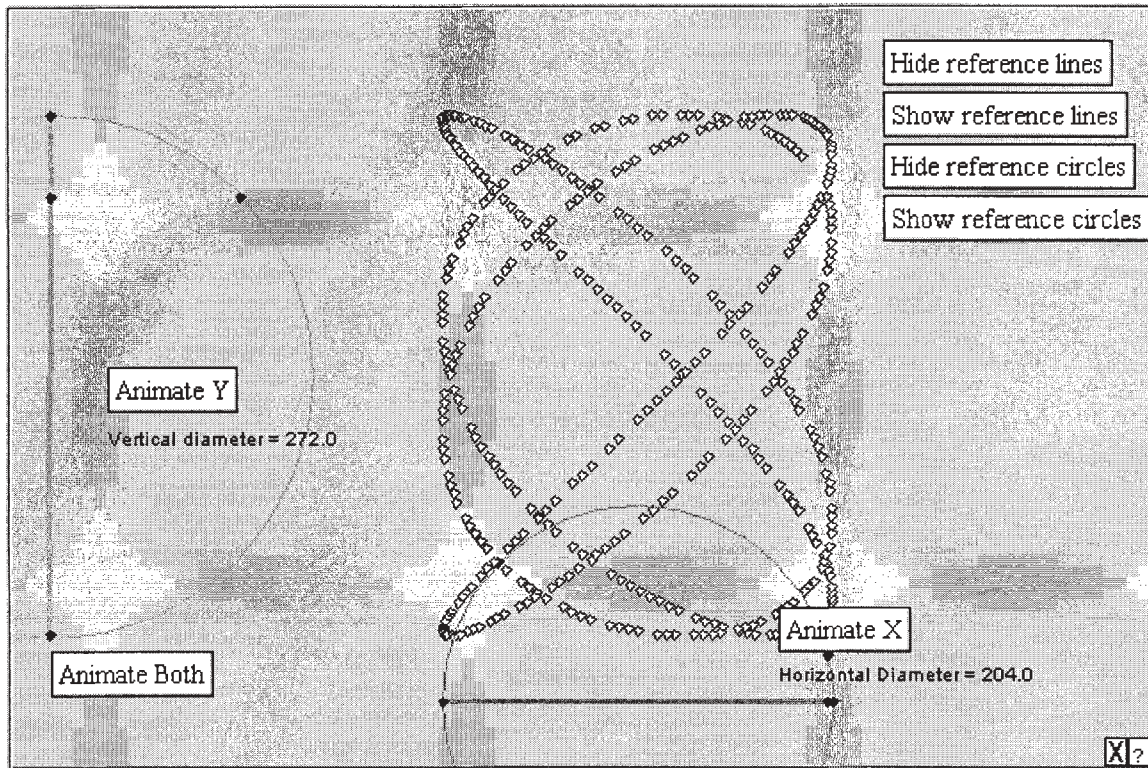 Hide reference lines
Show reference lines
Hide reference circles
Show reference circles
Animate Y
Vertical diameter = 272.0
Animate X
Animate Both
Horizontal Diameter = 204.0
X ?